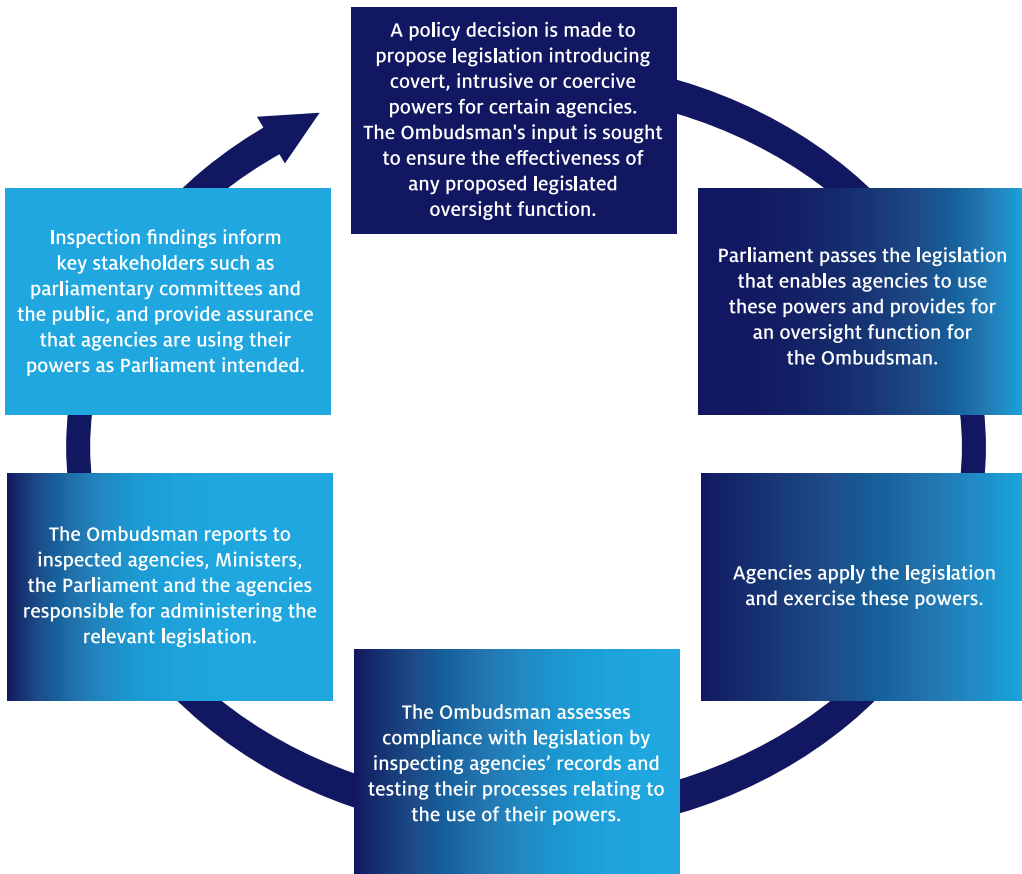 A policy decision is made to
propose legislation introducing
covert, intrusive or coercive
powers for certain agencies.
The Ombudsman's input is sought
to ensure the effectiveness of
any proposed legislated
oversight function.
Parliament passes the legislation
that enables agencies to use
these powers and provides for
an oversight function for
the Ombudsman.
Agencies apply the legislation
and exercise these powers.
The Ombudsman assesses
compliance with legislation by
inspecting agencies’ records and
testing their processes relating to
the use of their powers.
The Ombudsman reports to
inspected agencies, Ministers,
the Parliament and the agencies
responsible for administering the
relevant legislation.
Inspection findings inform
key stakeholders such as
parliamentary committees and
the public, and provide assurance
that agencies are using their
powers as Parliament intended.